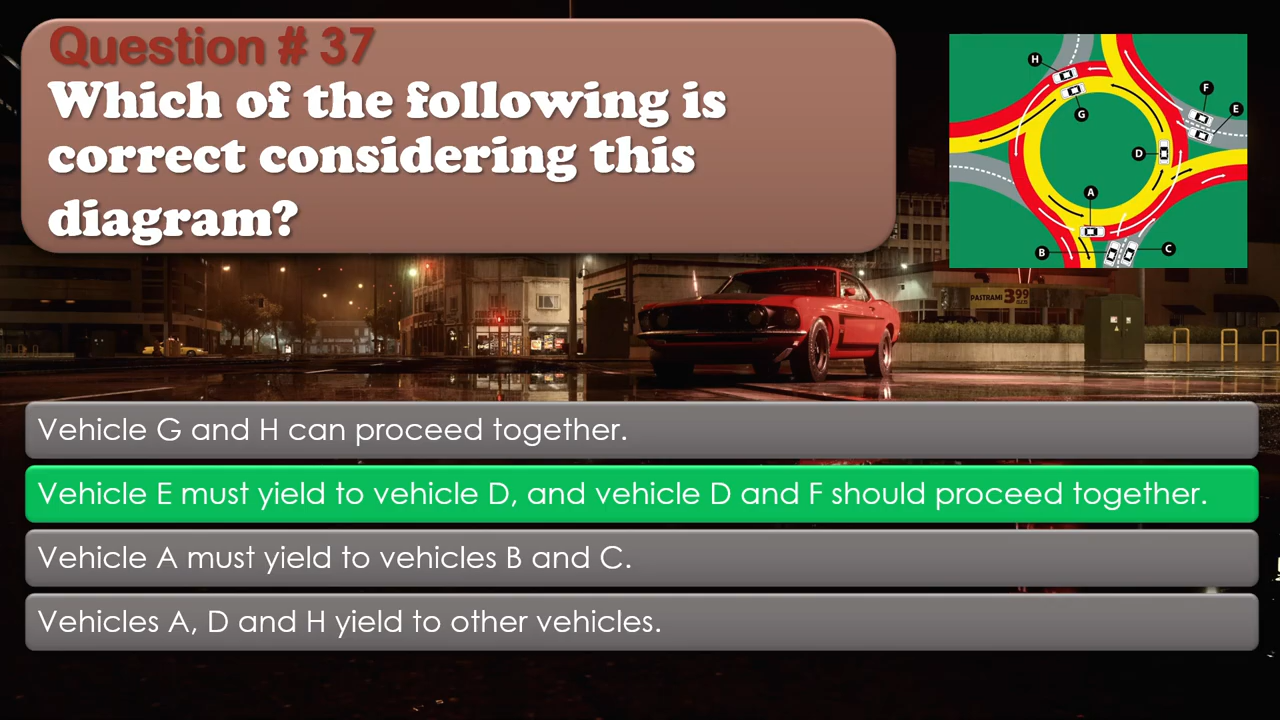 Question # 37
Which of the following is
correct considering this
diagram?
H
F
E
G
D
A
B
C
PASTRAMI 3.99
Vehicle G and H can proceed together.
Vehicle E must yield to vehicle D, and vehicle D and F should proceed together.
Vehicle A must yield to vehicles B and C.
Vehicles A, D and H yield to other vehicles.